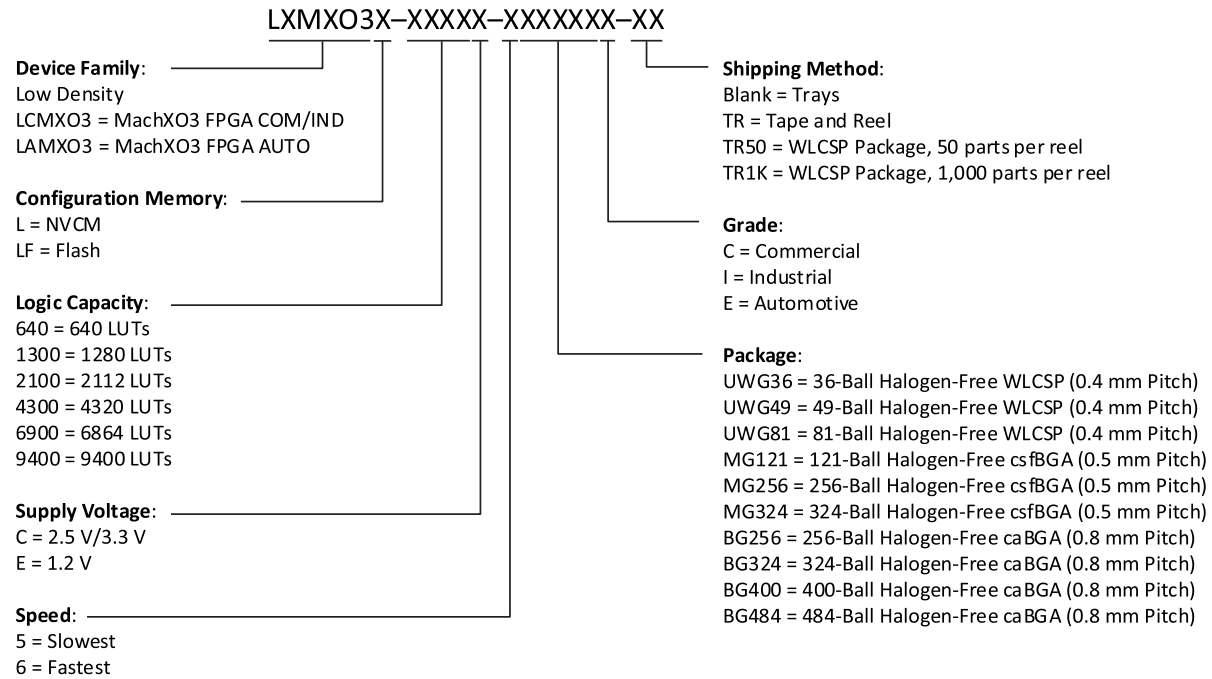 LXMXO3X–XXXXX–XXXXXXX–XX
Device Family:
Low Density
LCMXO3 = MachXO3 FPGA COM/IND
LAMXO3 = MachXO3 FPGA AUTO
Configuration Memory:
L = NVCM
LF = Flash
Logic Capacity:
640 = 640 LUTs
1300 = 1280 LUTs
2100 = 2112 LUTs
4300 = 4320 LUTs
6900 = 6864 LUTs
9400 = 9400 LUTs
Supply Voltage:
C = 2.5 V/3.3 V
E = 1.2 V
Speed:
5 = Slowest
6 = Fastest
Shipping Method:
Blank = Trays
TR = Tape and Reel
TR50 = WLCSP Package, 50 parts per reel
TR1K = WLCSP Package, 1,000 parts per reel
Grade:
C = Commercial
I = Industrial
E = Automotive
Package:
UWG36 = 36-Ball Halogen-Free WLCSP (0.4 mm Pitch)
UWG49 = 49-Ball Halogen-Free WLCSP (0.4 mm Pitch)
UWG81 = 81-Ball Halogen-Free WLCSP (0.4 mm Pitch)
MG121 = 121-Ball Halogen-Free csfBGA (0.5 mm Pitch)
MG256 = 256-Ball Halogen-Free csfBGA (0.5 mm Pitch)
MG324 = 324-Ball Halogen-Free csfBGA (0.5 mm Pitch)
BG256 = 256-Ball Halogen-Free caBGA (0.8 mm Pitch)
BG324 = 324-Ball Halogen-Free caBGA (0.8 mm Pitch)
BG400 = 400-Ball Halogen-Free caBGA (0.8 mm Pitch)
BG484 = 484-Ball Halogen-Free caBGA (0.8 mm Pitch)